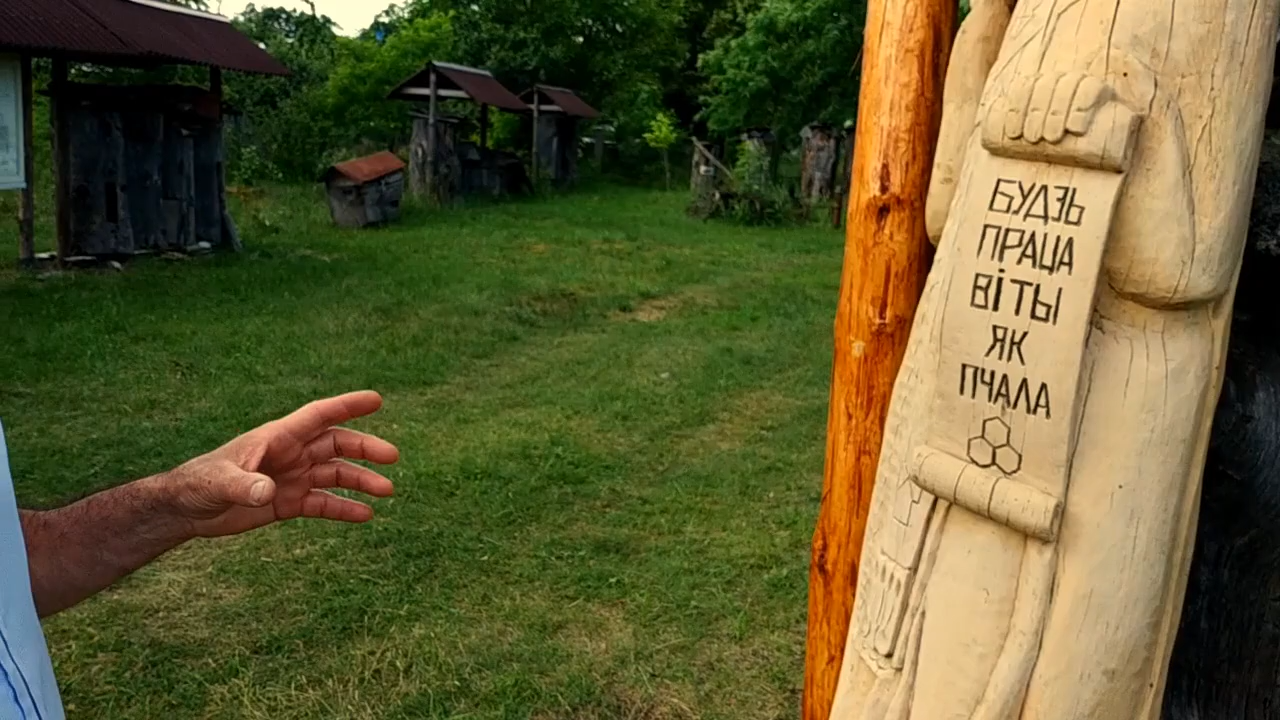 БУДЗЬ
ПРАЦА
ВіТЫ
ЯК
ПЧАЛА